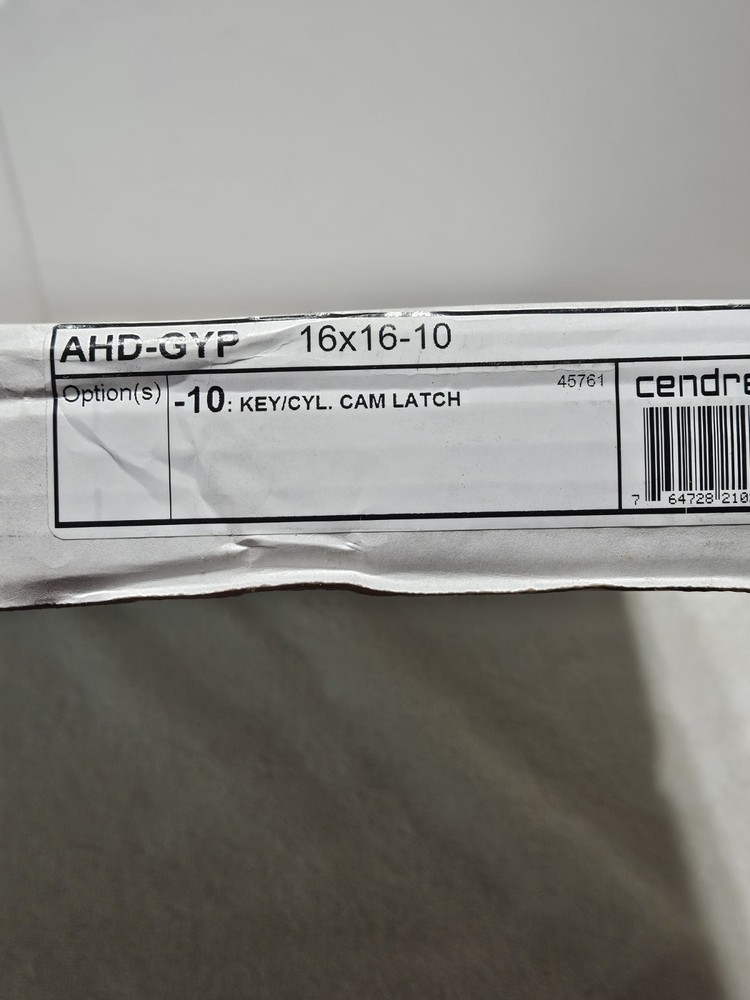 AHD-GYP 16x16-10
Option(s) -10: KEY/CYL. CAM LATCH 45761
cendre
7 64728 210